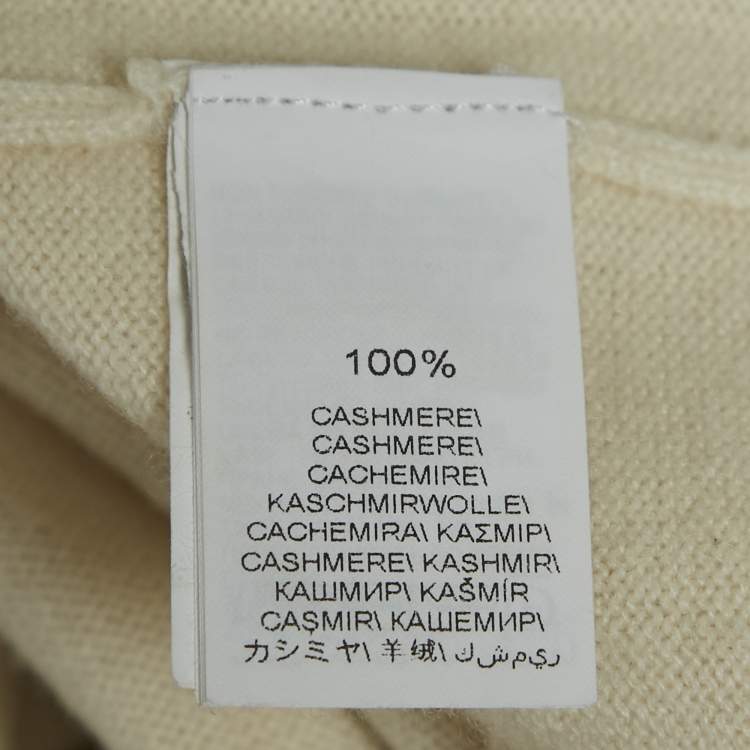 100%
CASHMERE\
CASHMERE\
CACHEMIRE\
KASCHMIRWOLLE\
CACHEMIRA\ ΚΑΣΜΙΡ\
CASHMERE\ KASHMIR\
КАШМИР\ KAŠMÍR
CAŞMIR\ КАШЕМИР\
カシミヤ\ 羊绒\ كشميري